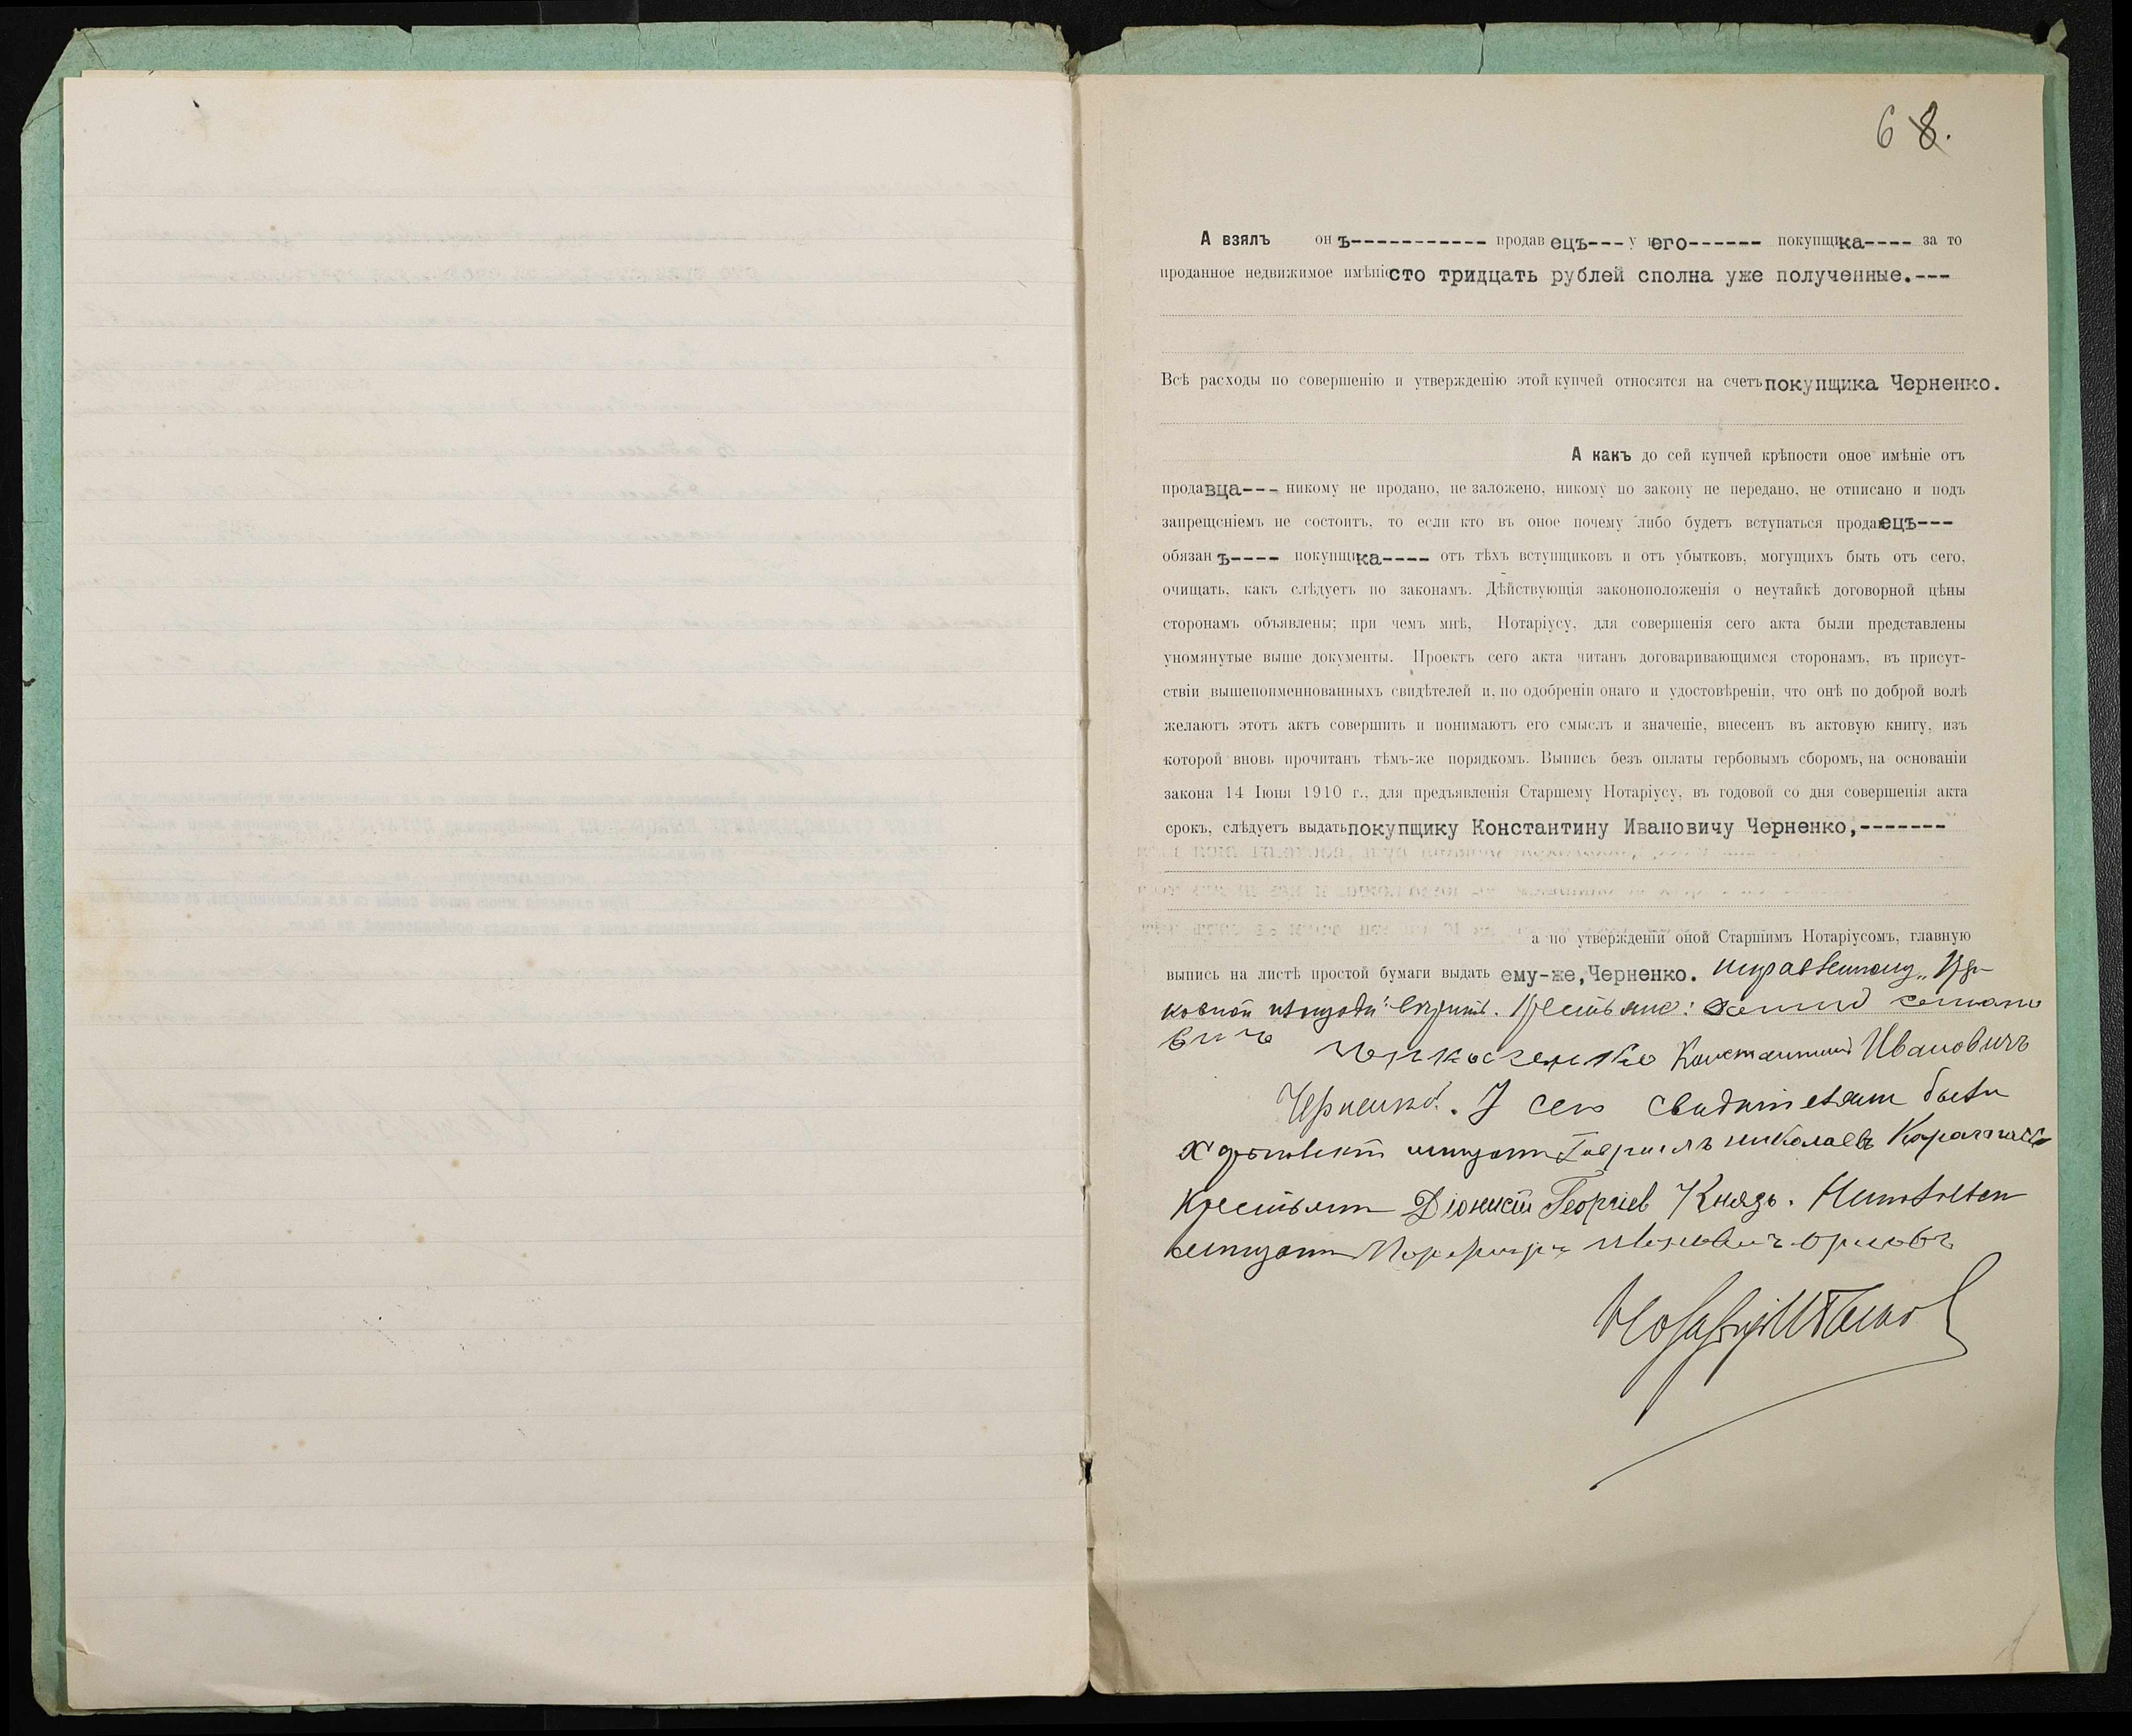 6 8.
А взялъ онъ----------- продавецъ--- у него------ покупщика---- за то
проданное недвижимое имѣніе сто тридцать рублей сполна уже полученные.---
Всѣ расходы по совершенію и утвержденію этой купчей относятся на счетъ покупщика Черненко.
А какъ до сей купчей крѣпости оное имѣніе отъ
продавца--- никому не продано, не заложено, никому по закону не передано, не отписано и подъ
запрещеніемъ не состоитъ, то если кто въ оное почему либо будетъ вступаться продавецъ---
обязанъ---- покупщика---- отъ тѣхъ вступщиковъ и отъ убытковъ, могущихъ быть отъ сего,
очищать, какъ слѣдуетъ по законамъ. Дѣйствующія законоположенія о неутайкѣ договорной цѣны
сторонамъ объявлены; при чемъ мнѣ, Нотаріусу, для совершенія сего акта были представлены
упомянутые выше документы. Проектъ сего акта читанъ договаривающимся сторонамъ, въ присут-
ствіи вышепоименнованныхъ свидѣтелей и, по одобреніи онаго и удостовѣреніи, что онѣ по доброй волѣ
желаютъ этотъ актъ совершить и понимаютъ его смыслъ и значеніе, внесенъ въ актовую книгу, изъ
которой вновь прочитанъ тѣмъ-же порядкомъ. Выпись безъ оплаты гербовымъ сборомъ, на основаніи
закона 14 Іюня 1910 г., для предъявленія Старшему Нотаріусу, въ годовой со дня совершенія акта
срокъ, слѣдуетъ выдать покупщику Константину Ивановичу Черненко,-------
а по утвержденіи оной Старшимъ Нотаріусомъ, главную
выпись на листѣ простой бумаги выдать ему-же, Черненко.
вѣрить. Крестьяне:
Константинъ Ивановичъ
Черненко. У сего свидѣтелями были
мѣщанинъ Гавріилъ Николаевъ
Крестьянин Діонисій Георгіев Князь.
мѣщанин Орловъ